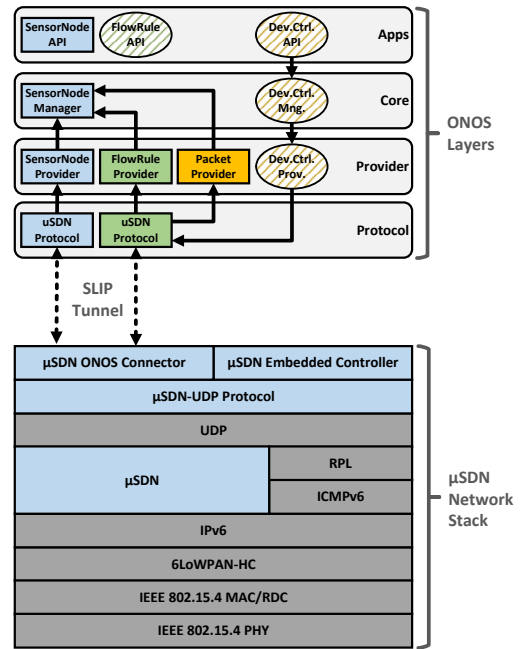 SensorNode
API
FlowRule
API
Dev.Ctrl.
API
Apps
SensorNode
Manager
Dev.Ctrl.
Mng.
Core
SensorNode
Provider
FlowRule
Provider
Packet
Provider
Dev.Ctrl.
Prov.
Provider
uSDN
Protocol
uSDN
Protocol
Protocol
ONOS
Layers
SLIP
Tunnel
μSDN ONOS Connector
μSDN Embedded Controller
μSDN-UDP Protocol
UDP
μSDN
RPL
ICMPv6
IPv6
6LoWPAN-HC
IEEE 802.15.4 MAC/RDC
IEEE 802.15.4 PHY
μSDN
Network
Stack